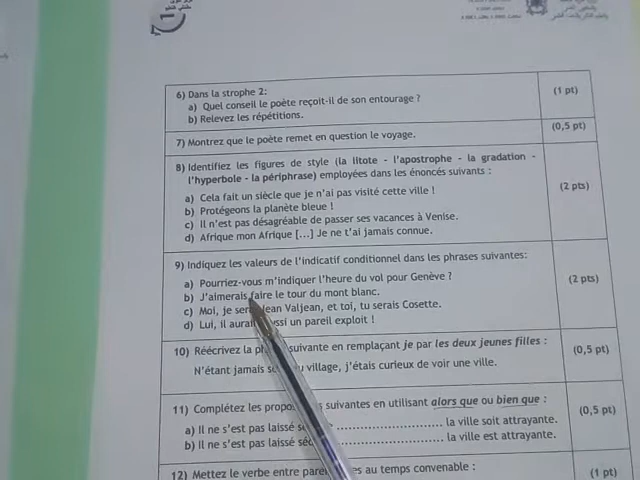 6) Dans la strophe 2:
a) Quel conseil le poète reçoit-il de son entourage ?
b) Relevez les répétitions.
(1 pt)
7) Montrez que le poète remet en question le voyage.
(0,5 pt)
8) Identifiez les figures de style (la litote - l'apostrophe - la gradation -
l'hyperbole - la périphrase) employées dans les énoncés suivants :
a) Cela fait un siècle que je n'ai pas visité cette ville !
b) Protégeons la planète bleue !
c) Il n'est pas désagréable de passer ses vacances à Venise.
d) Afrique mon Afrique [...] Je ne t'ai jamais connue.
(2 pts)
9) Indiquez les valeurs de l'indicatif conditionnel dans les phrases suivantes:
a) Pourriez-vous m'indiquer l'heure du vol pour Genève ?
b) J'aimerais faire le tour du mont blanc.
c) Moi, je Jean Valjean, et toi, tu serais Cosette.
d) Lui, il un pareil exploit !
(2 pts)
10) Réécrivez la suivante en remplaçant je par les deux jeunes filles :
N'étant jamais village, j'étais curieux de voir une ville.
(0,5 pt)
11) Complétez les suivantes en utilisant alors que ou bien que :
a) Il ne s'est pas laissé ........................... la ville soit attrayante.
b) Il ne s'est pas laissé ........................... la ville est attrayante.
(0,5 pt)
12) Mettez le verbe entre au temps convenable :
(1 pt)